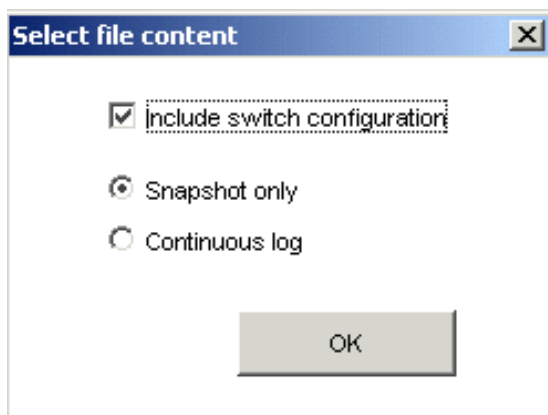 Select file content
Include switch configuration
Snapshot only
Continuous log
OK